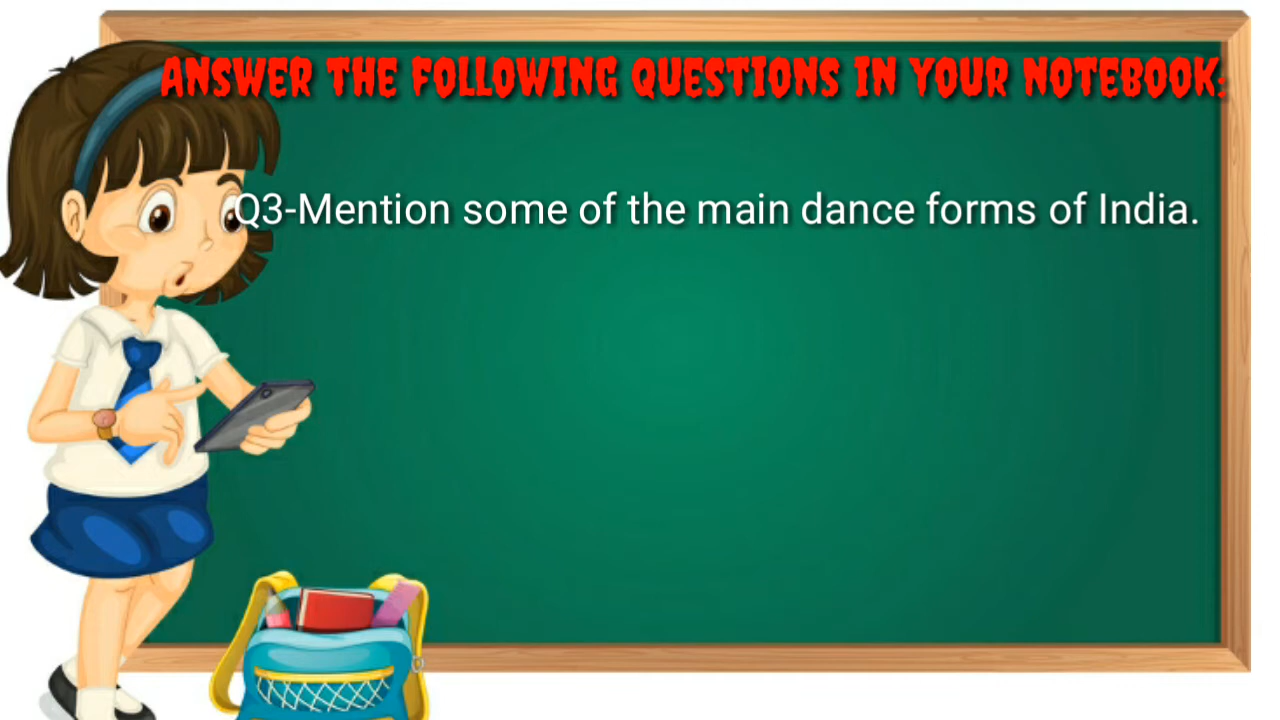 ANSWER THE FOLLOWING QUESTIONS IN YOUR NOTEBOOK:
Q3-Mention some of the main dance forms of India.